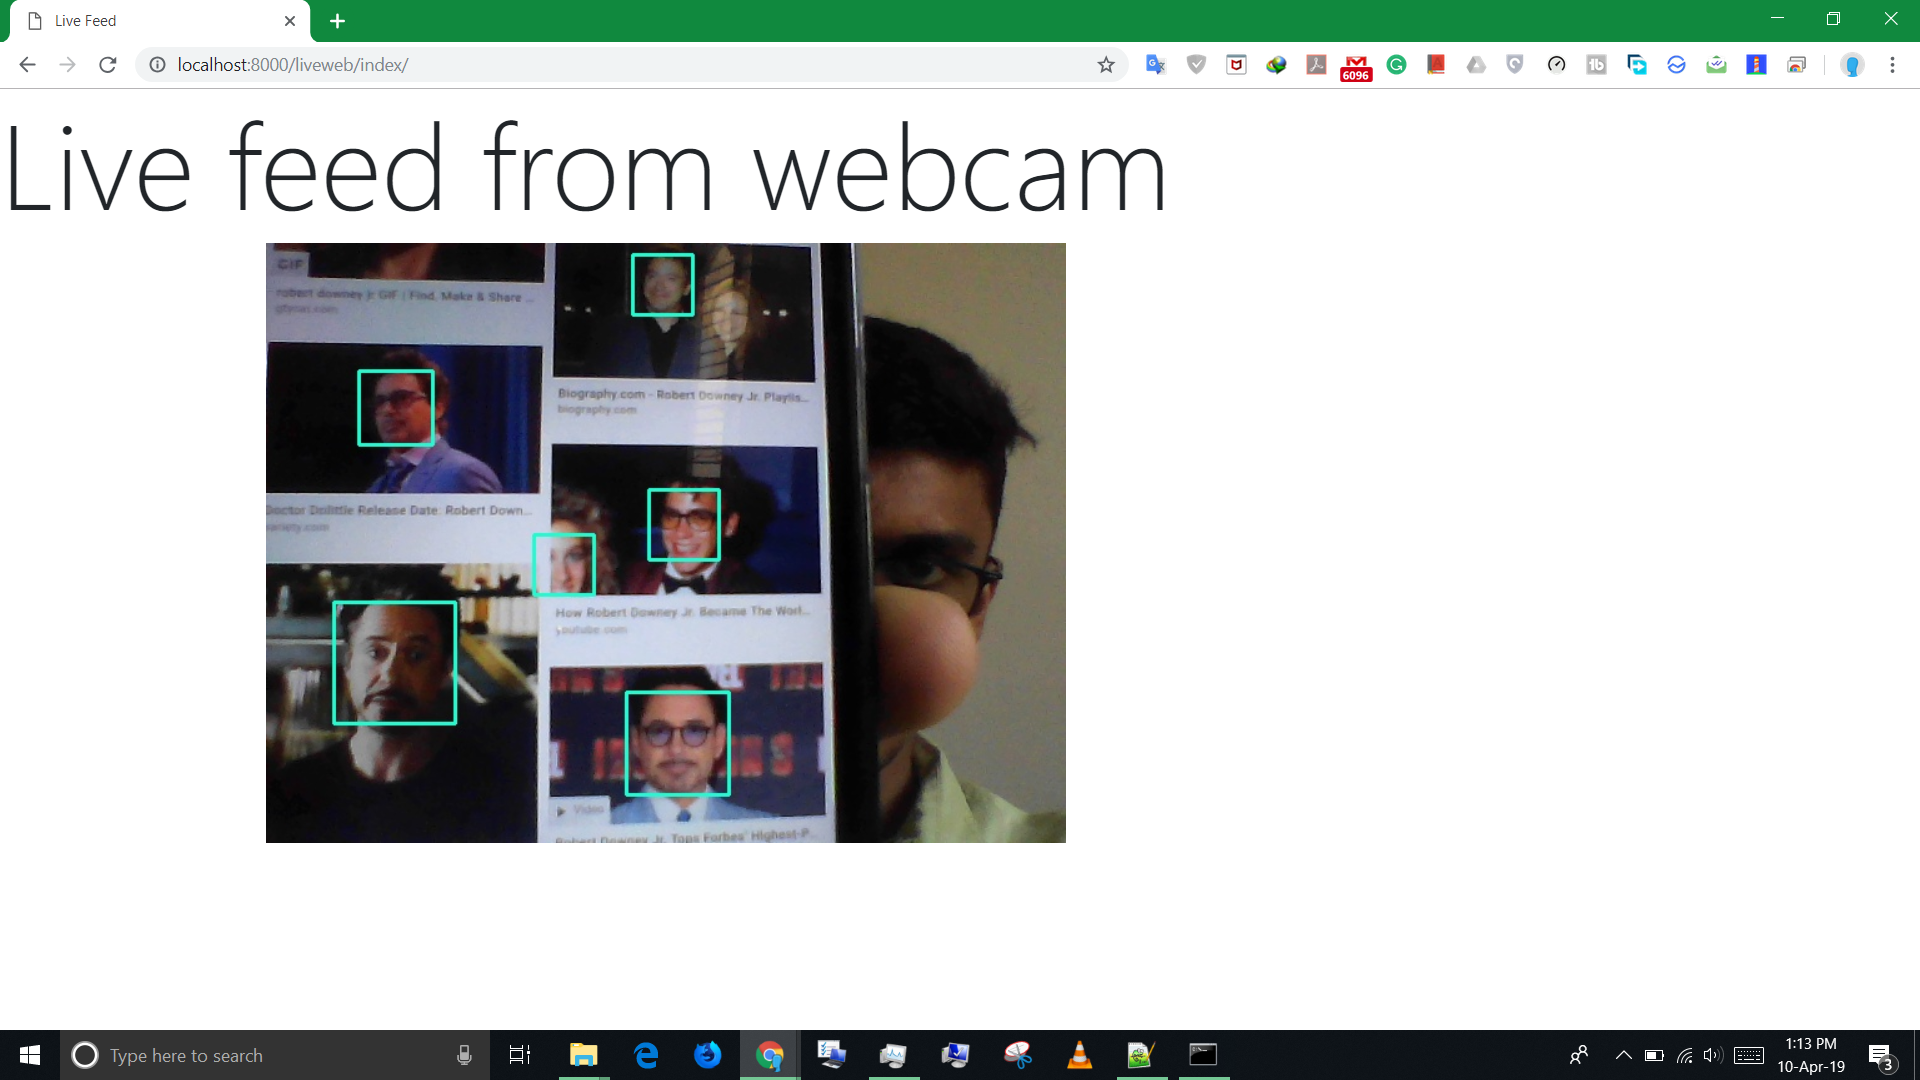 Live Feed
localhost:8000/liveweb/index/
6096
Live feed from webcam
GIF
robert downey jr GIF | Find, Make & Share ...
Biography.com - Robert Downey Jr. Playlis...
biography.com
Doctor Dolittle Release Date: Robert Down...
variety.com
How Robert Downey Jr. Became The Worl...
youtube.com
Video
Robert Downey Jr. Tops Forbes' Highest-P...
Type here to search
1:13 PM
10-Apr-19
3